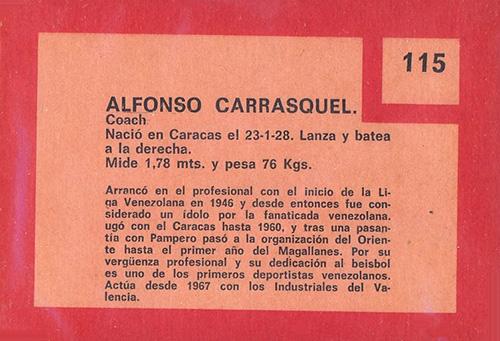 115
ALFONSO CARRASQUEL.
Coach
Nació en Caracas el 23-1-28. Lanza y batea
a la derecha.
Mide 1,78 mts. y pesa 76 Kgs.
Arrancó en el profesional con el inicio de la Li-
ga Venezolana en 1946 y desde entonces fue con-
siderado un ídolo por la fanaticada venezolana.
ugó con el Caracas hasta 1960, y tras una pasan-
tía con Pampero pasó a la organización del Orien-
te hasta el primer año del Magallanes. Por su
vergüenza profesional y su dedicación al beisbol
es uno de los primeros deportistas venezolanos.
Actúa desde 1967 con los Industriales del Va-
lencia.